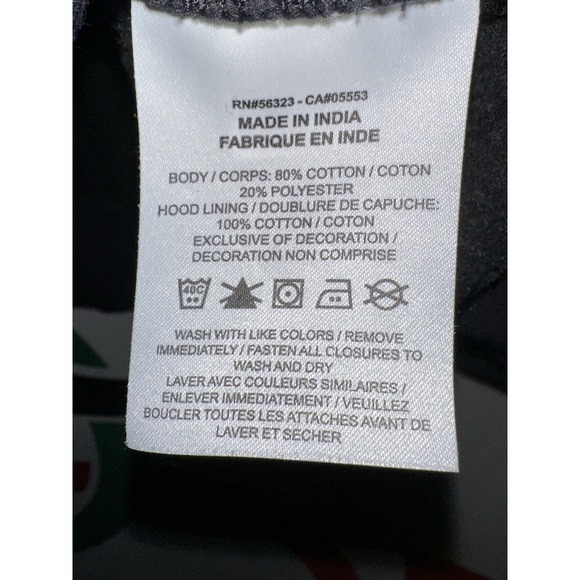 RN#56323 - CA#05553
MADE IN INDIA
FABRIQUE EN INDE
BODY / CORPS: 80% COTTON / COTON
20% POLYESTER
HOOD LINING / DOUBLURE DE CAPUCHE:
100% COTTON / COTON
EXCLUSIVE OF DECORATION /
DECORATION NON COMPRISE
40C
WASH WITH LIKE COLORS / REMOVE
IMMEDIATELY / FASTEN ALL CLOSURES TO
WASH AND DRY
LAVER AVEC COULEURS SIMILAIRES /
ENLEVER IMMEDIATEMENT / VEUILLEZ
BOUCLER TOUTES LES ATTACHES AVANT DE
LAVER ET SECHER